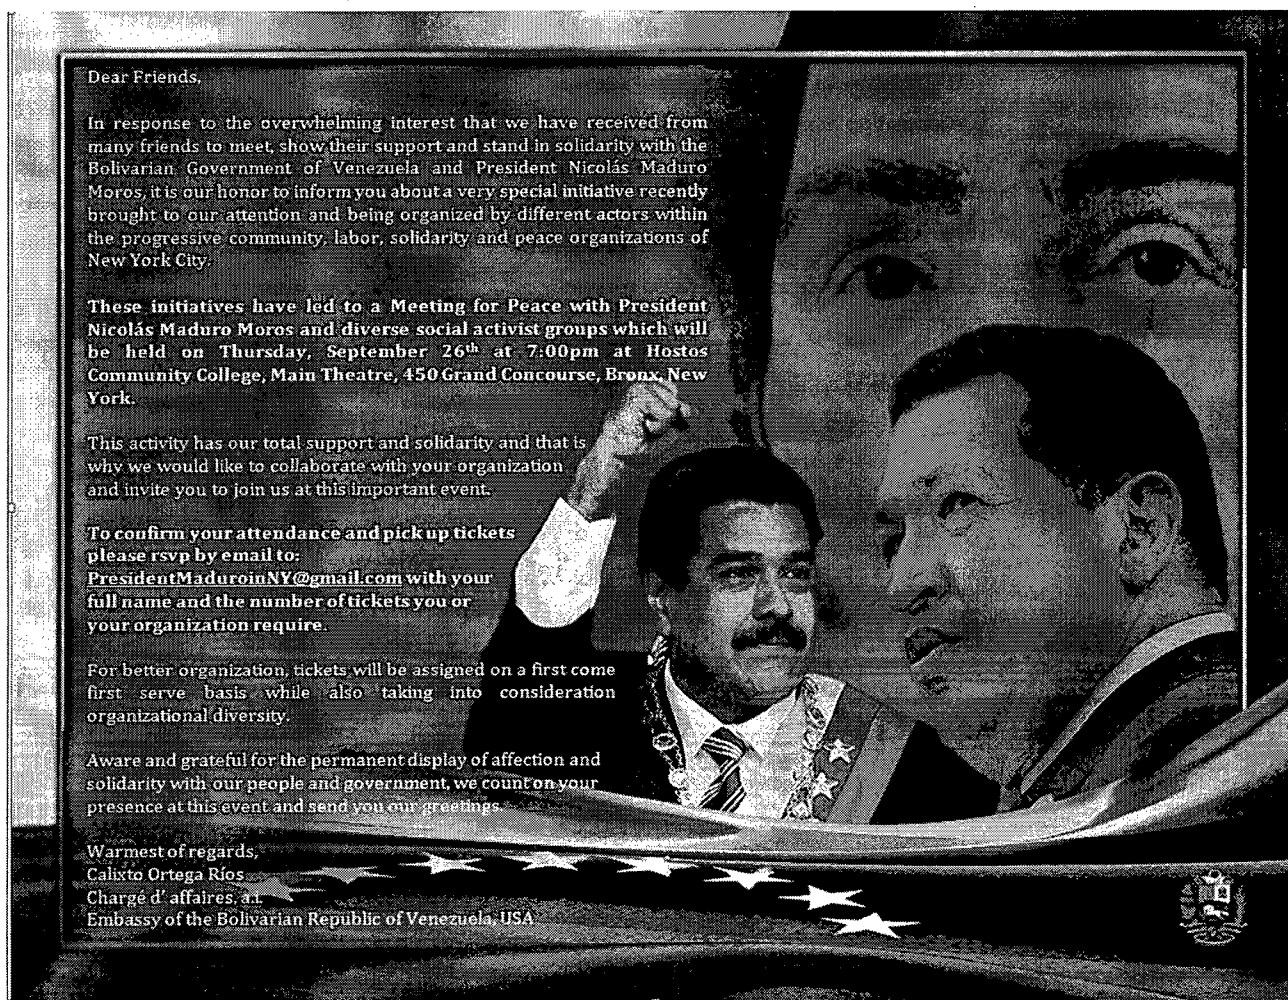 Dear Friends,
In response to the overwhelming interest that we have received from
many friends to meet, show their support and stand in solidarity with the
Bolivarian Government of Venezuela and President Nicolás Maduro
Moros, it is our honor to inform you about a very special initiative recently
brought to our attention and being organized by different actors within
the progressive community, labor, solidarity and peace organizations of
New York City.
These initiatives have led to a Meeting for Peace with President
Nicolás Maduro Moros and diverse social activist groups which will
be held on Thursday, September 26th at 7:00pm at Hostos
Community College, Main Theatre, 450 Grand Concourse, Bronx, New
York.
This activity has our total support and solidarity and that is
why we would like to collaborate with your organization
and invite you to join us at this important event.
To confirm your attendance and pick up tickets
please rsvp by email to:
PresidentMaduroinNY@gmail.com with your
full name and the number of tickets you or
your organization require.
For better organization, tickets will be assigned on a first come
first serve basis while also taking into consideration
organizational diversity.
Aware and grateful for the permanent display of affection and
solidarity with our people and government, we count on your
presence at this event and send you our greetings.
Warmest of regards,
Calixto Ortega Ríos
Chargé d' affaires, a.i.
Embassy of the Bolivarian Republic of Venezuela, USA